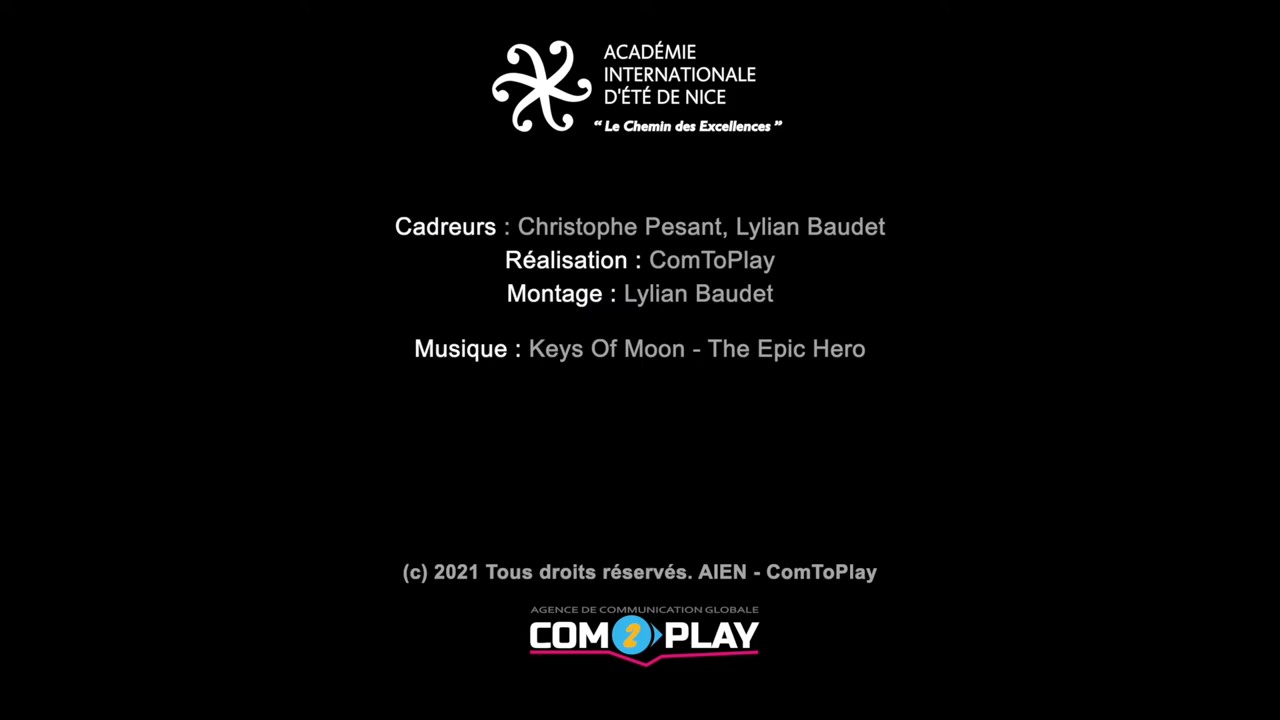 ACADÉMIE
INTERNATIONALE
D'ÉTÉ DE NICE
“ Le Chemin des Excellences ”
Cadreurs : Christophe Pesant, Lylian Baudet
Réalisation : ComToPlay
Montage : Lylian Baudet
Musique : Keys Of Moon - The Epic Hero
(c) 2021 Tous droits réservés. AIEN - ComToPlay
AGENCE DE COMMUNICATION GLOBALE
COM2PLAY